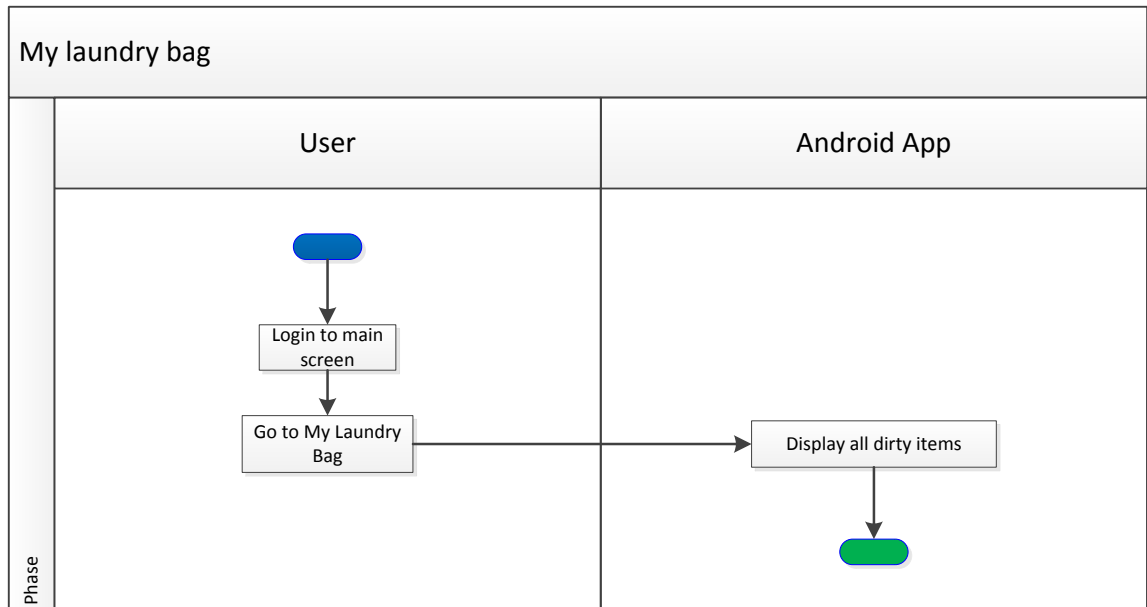 My laundry bag
User
Android App
Login to main
screen
Go to My Laundry
Bag
Display all dirty items
Phase